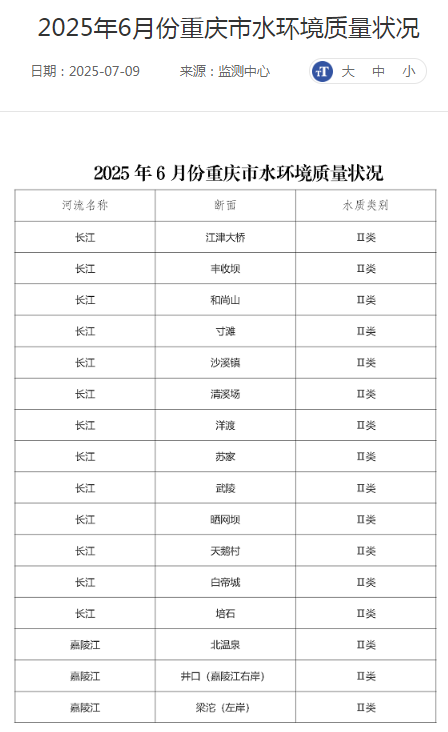 2025年6月份重庆市水环境质量状况
日期：2025-07-09 来源：监测中心 TT 大 中 小
2025 年 6 月份重庆市水环境质量状况
河流名称 断面 水质类别
长江 江津大桥 II类
长江 丰收坝 II类
长江 和尚山 II类
长江 寸滩 II类
长江 沙溪镇 II类
长江 清溪场 II类
长江 洋渡 II类
长江 苏家 II类
长江 武陵 II类
长江 晒网坝 II类
长江 天鹅村 II类
长江 白帝城 II类
长江 培石 II类
嘉陵江 北温泉 II类
嘉陵江 井口（嘉陵江右岸） II类
嘉陵江 梁沱（左岸） II类